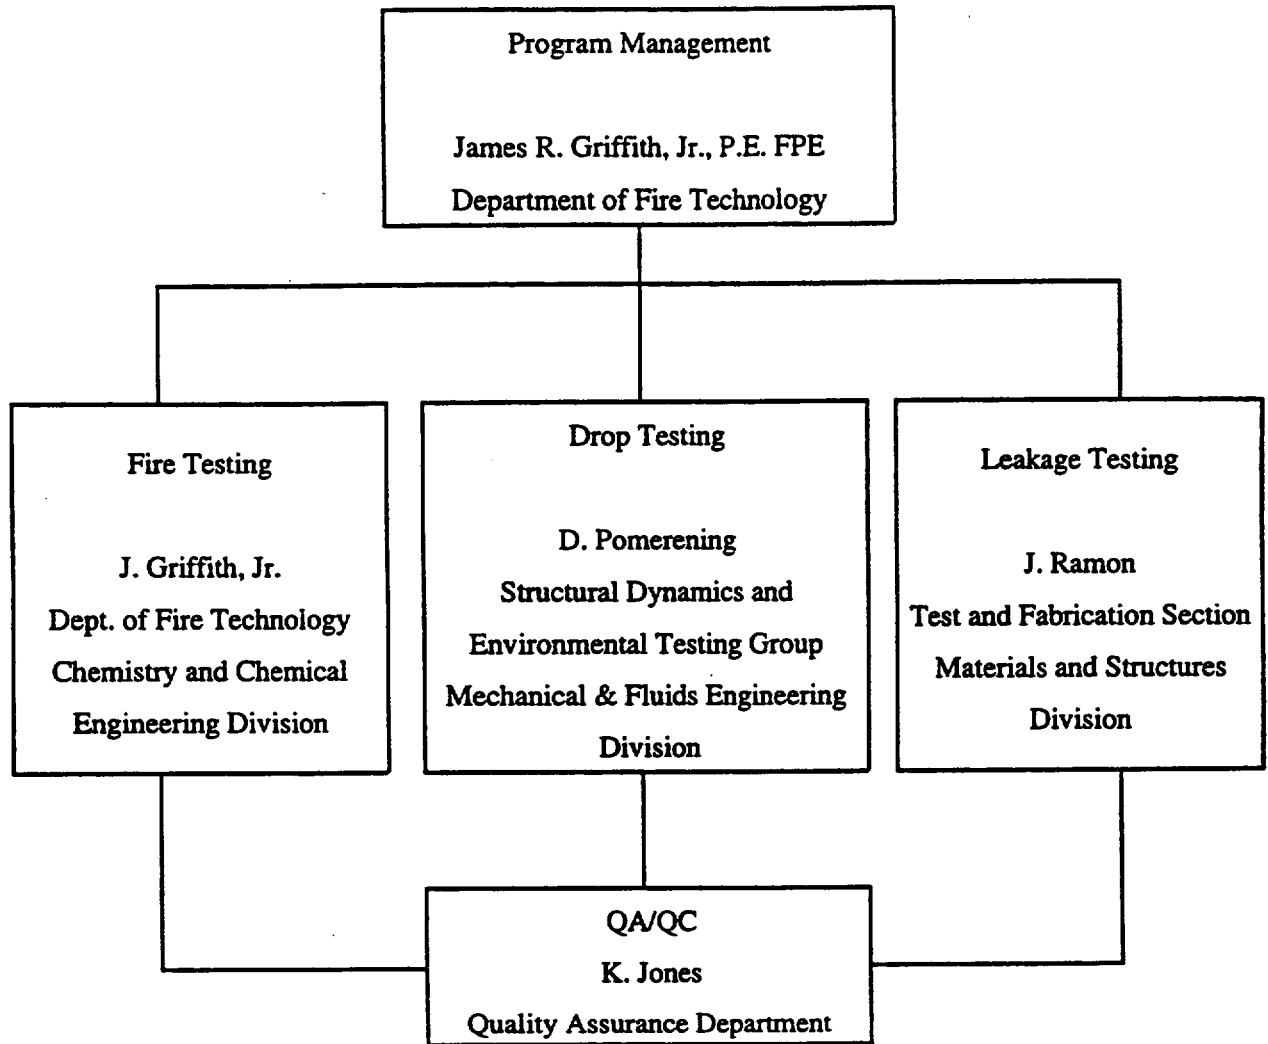 Program Management
James R. Griffith, Jr., P.E. FPE
Department of Fire Technology
Fire Testing
J. Griffith, Jr.
Dept. of Fire Technology
Chemistry and Chemical
Engineering Division
Drop Testing
D. Pomerening
Structural Dynamics and
Environmental Testing Group
Mechanical & Fluids Engineering
Division
Leakage Testing
J. Ramon
Test and Fabrication Section
Materials and Structures
Division
QA/QC
K. Jones
Quality Assurance Department